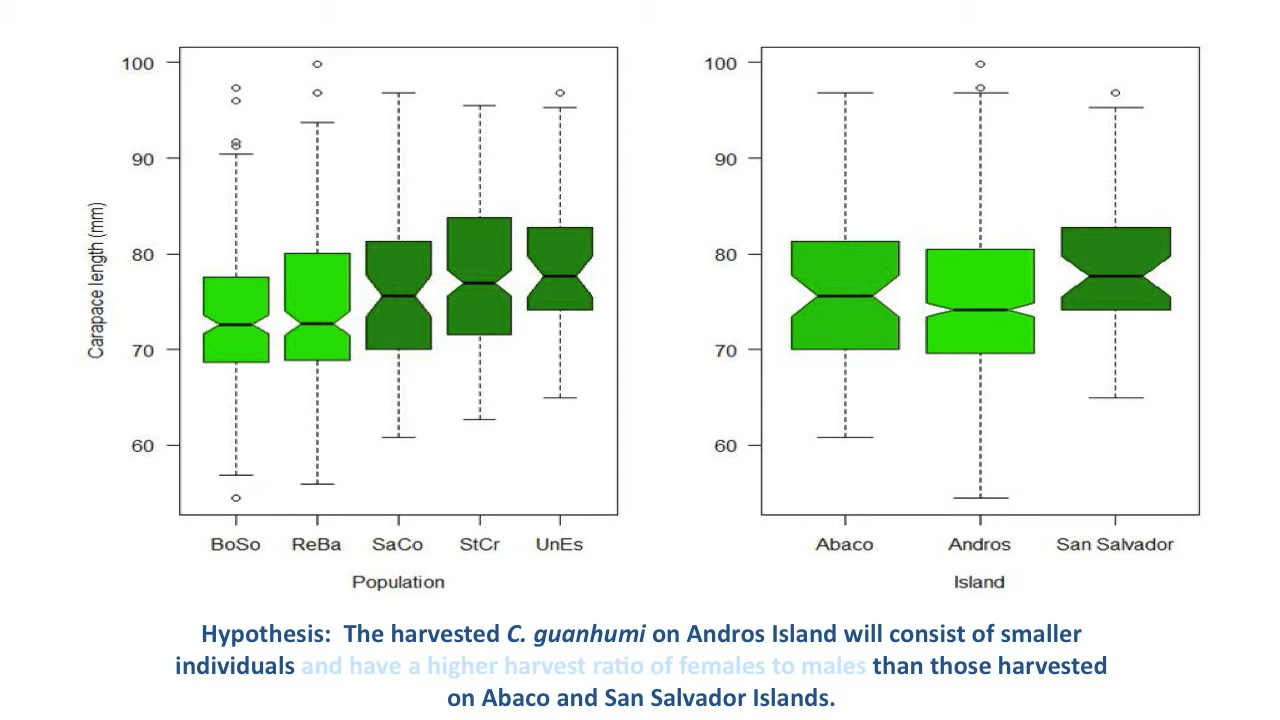 100
90
80
70
60
Carapace length (mm)
BoSo ReBa SaCo StCr UnEs
Population
100
90
80
70
60
Abaco Andros San Salvador
Island
Hypothesis: The harvested C. guanhumi on Andros Island will consist of smaller
individuals and have a higher harvest ratio of females to males than those harvested
on Abaco and San Salvador Islands.